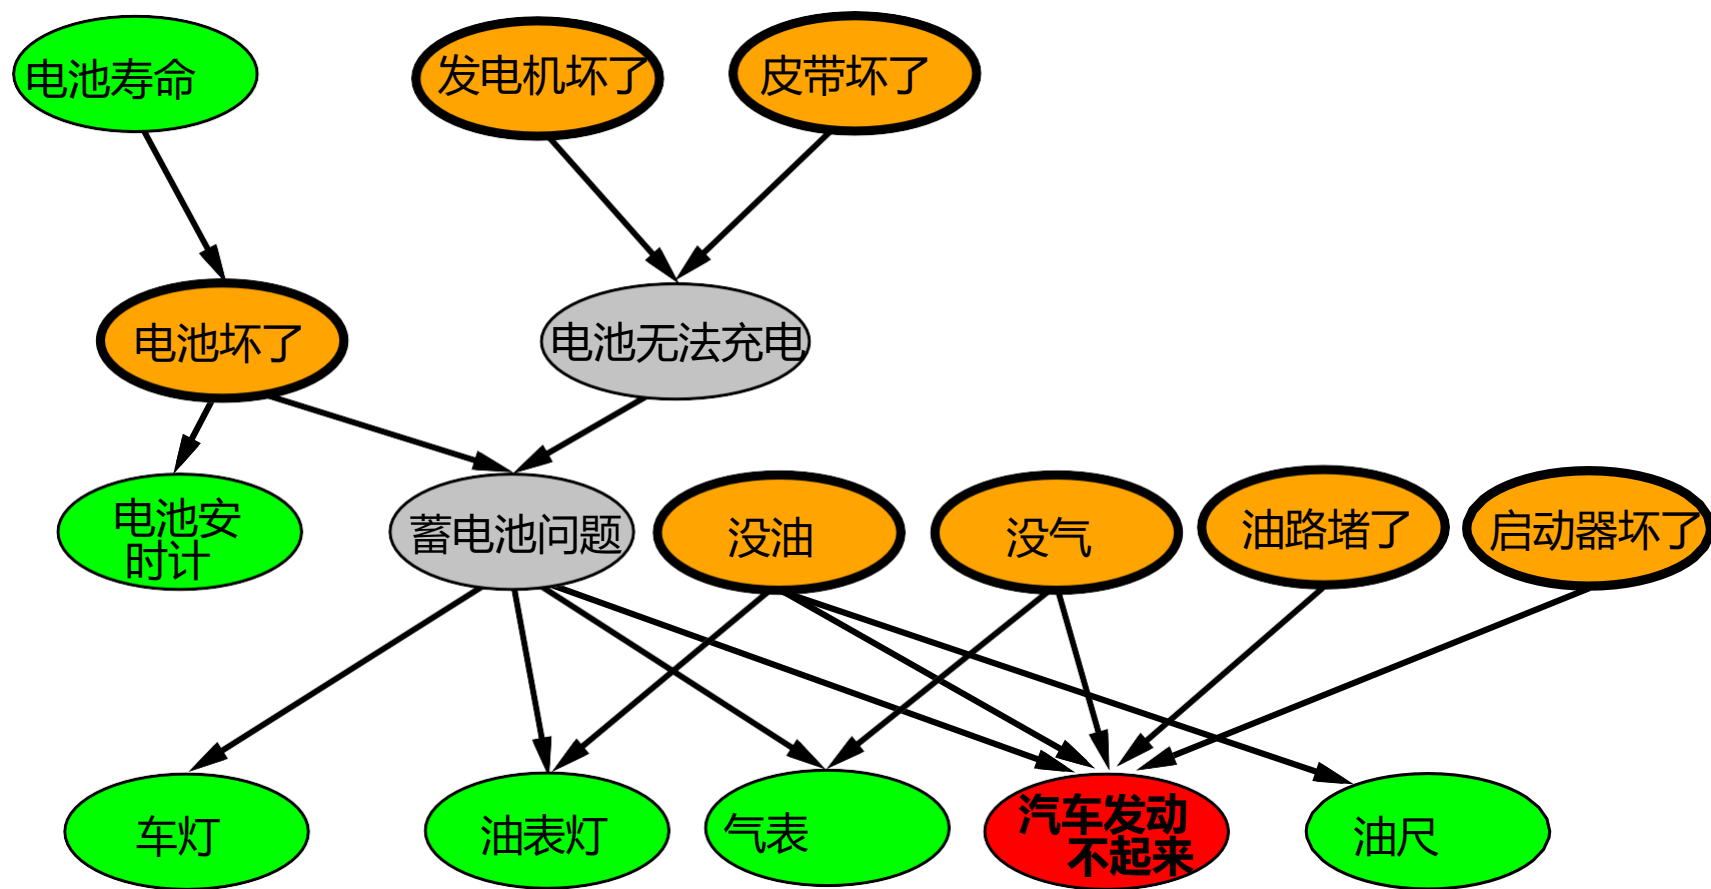 电池寿命
发电机坏了
皮带坏了
电池坏了
电池无法充电
电池安
时计
蓄电池问题
没油
没气
油路堵了
启动器坏了
车灯
油表灯
气表
汽车发动
不起来
油尺